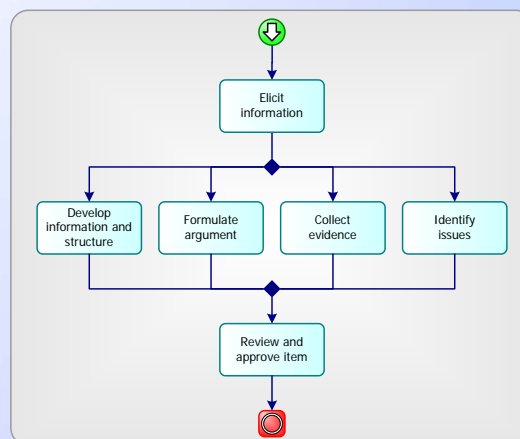 Elicit
information
Develop
information and
structure
Formulate
argument
Collect
evidence
Identify
issues
Review and
approve item